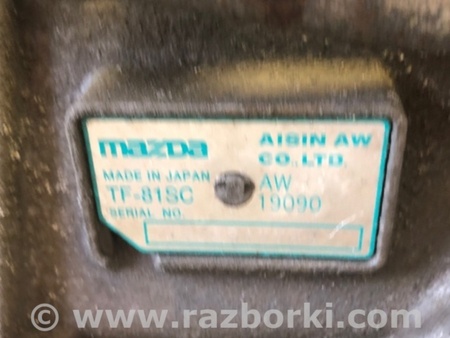 mazda
AISIN AW
CO.,LTD.
MADE IN JAPAN
TF-81SC
AW
19090
SERIAL NO.
© www.razborki.com